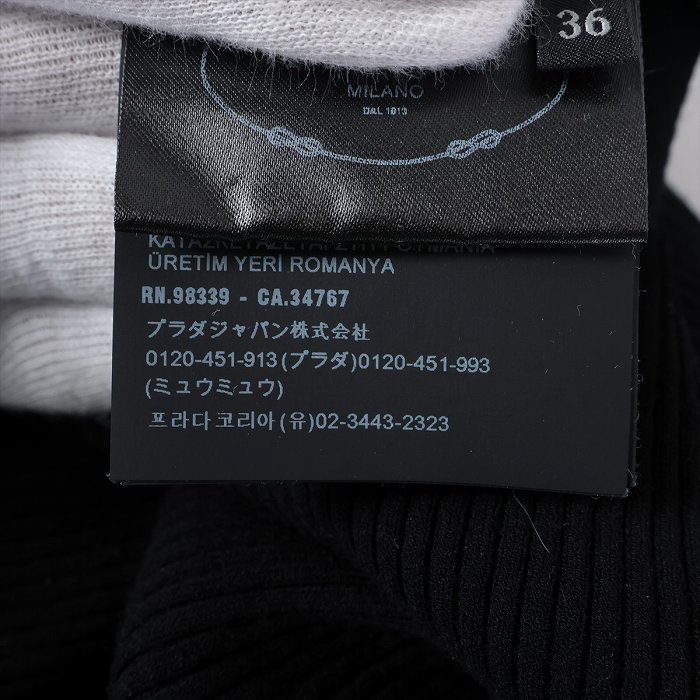 36
MILANO
DAL 1913
ÜRETİM YERİ ROMANYA
RN.98339 - CA.34767
プラダジャパン株式会社
0120-451-913(プラダ)0120-451-993
(ミュウミュウ)
프라다코리아(유)02-3443-2323